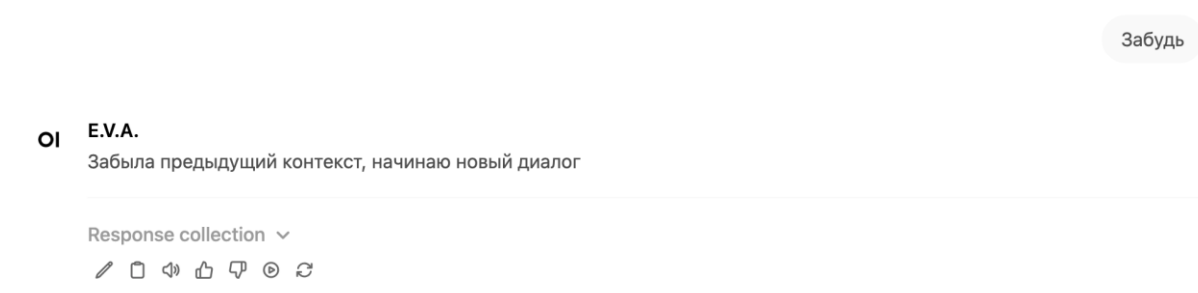 Забудь
OI
E.V.A.
Забыла предыдущий контекст, начинаю новый диалог
Response collection